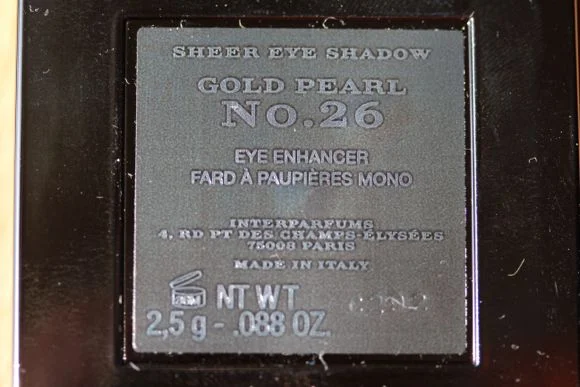 SHEER EYE SHADOW
GOLD PEARL
No.26
EYE ENHANCER
FARD À PAUPIÈRES MONO
INTERPARFUMS
4, RD PT DES CHAMPS-ÉLYSÉES
75008 PARIS
MADE IN ITALY
NT WT
2,5 g - .088 OZ.